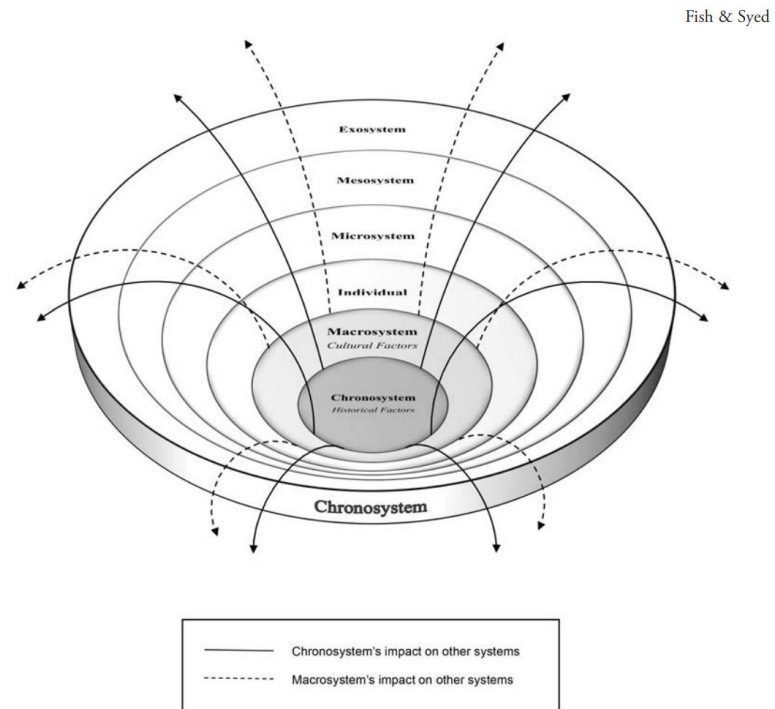 Fish & Syed
Exosystem
Mesosystem
Microsystem
Individual
Macrosystem
Cultural Factors
Chronosystem
Historical Factors
Chronosystem
Chronosystem's impact on other systems
Macrosystem's impact on other systems